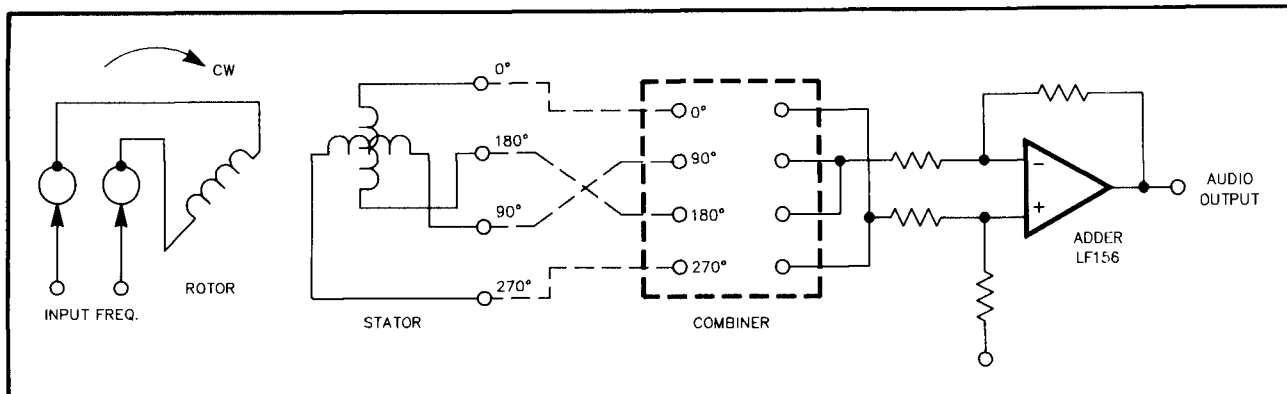 CW
INPUT FREQ.
ROTOR
0°
180°
90°
270°
STATOR
0°
90°
180°
270°
COMBINER
−
+
ADDER
LF156
AUDIO
OUTPUT